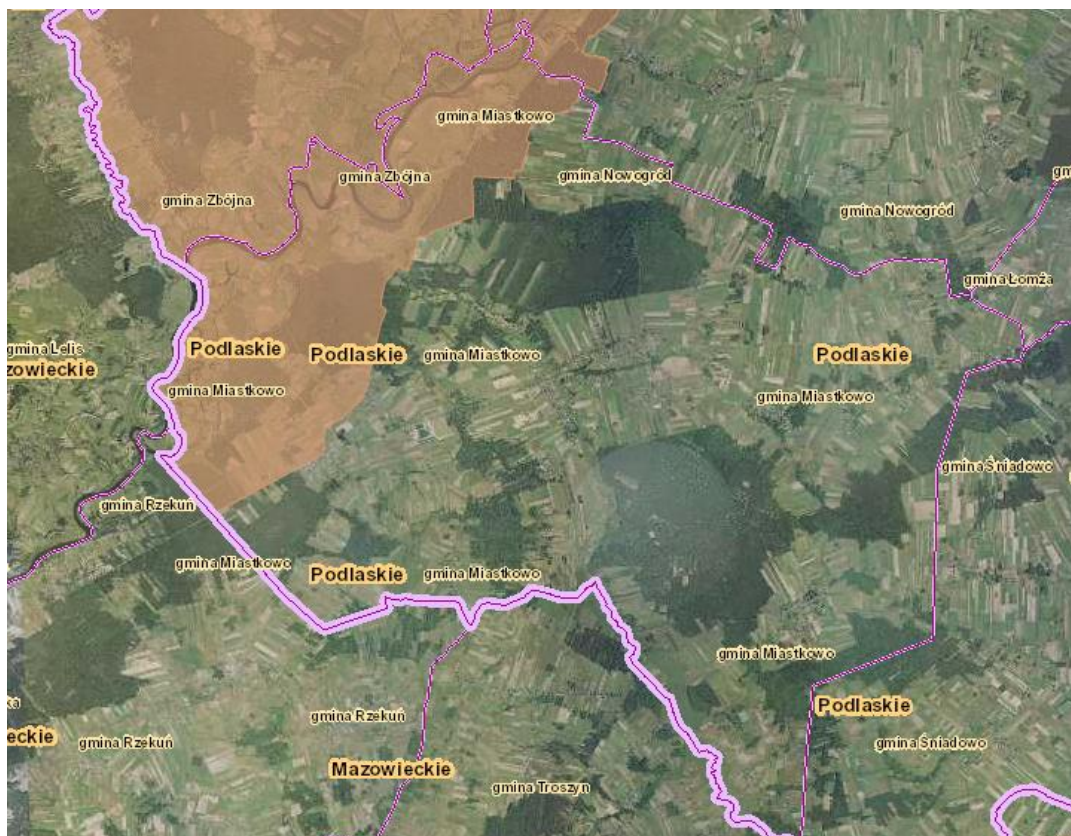 gmina Miastkowo
gmina Zbójna
gmina Nowogród
gmina Zbójna
gmina Nowogród
gmina Łomża
gmina Lelis
zowieckie
Podlaskie
Podlaskie
gmina Miastkowo
Podlaskie
gmina Miastkowo
gmina Miastkowo
gmina Śniadowo
gmina Rzekuń
gmina Miastkowo
Podlaskie
gmina Miastkowo
gmina Miastkowo
Podlaskie
ka
eckie
gmina Rzekuń
gmina Rzekuń
gmina Śniadowo
Mazowieckie
gmina Troszyn